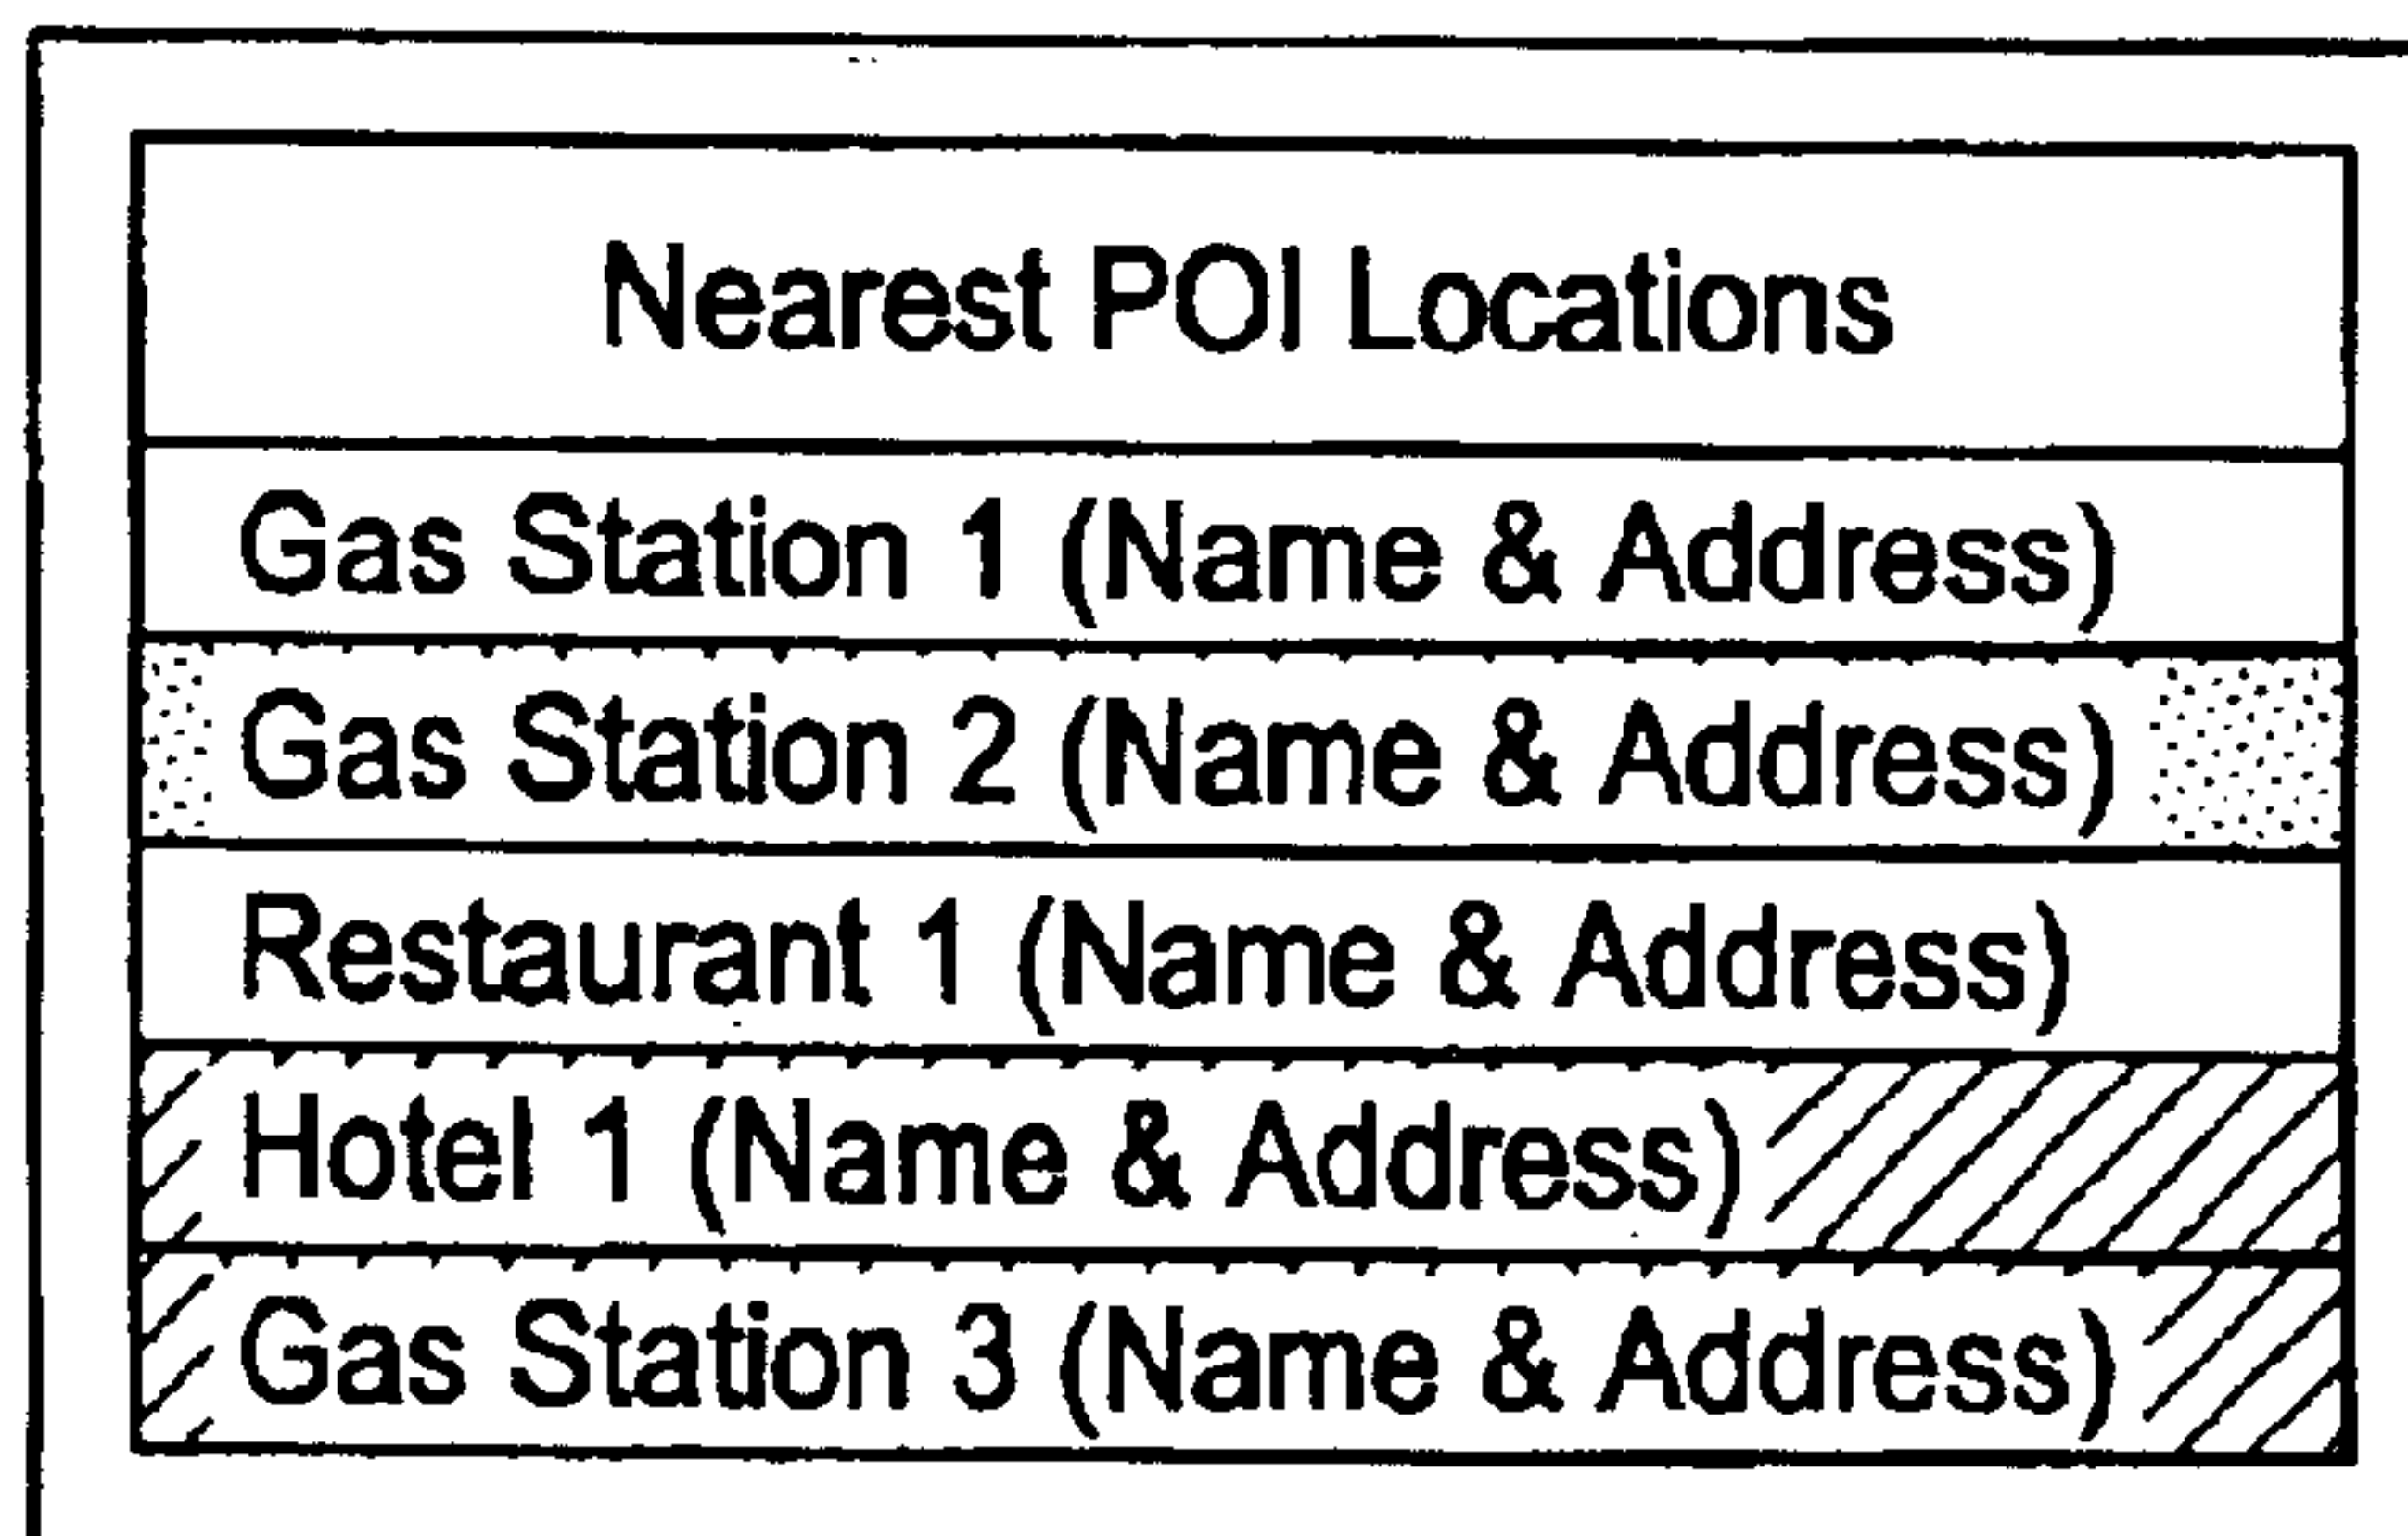 Nearest POI Locations
Gas Station 1 (Name & Address)
Gas Station 2 (Name & Address)
Restaurant 1 (Name & Address)
Hotel 1 (Name & Address)
Gas Station 3 (Name & Address)